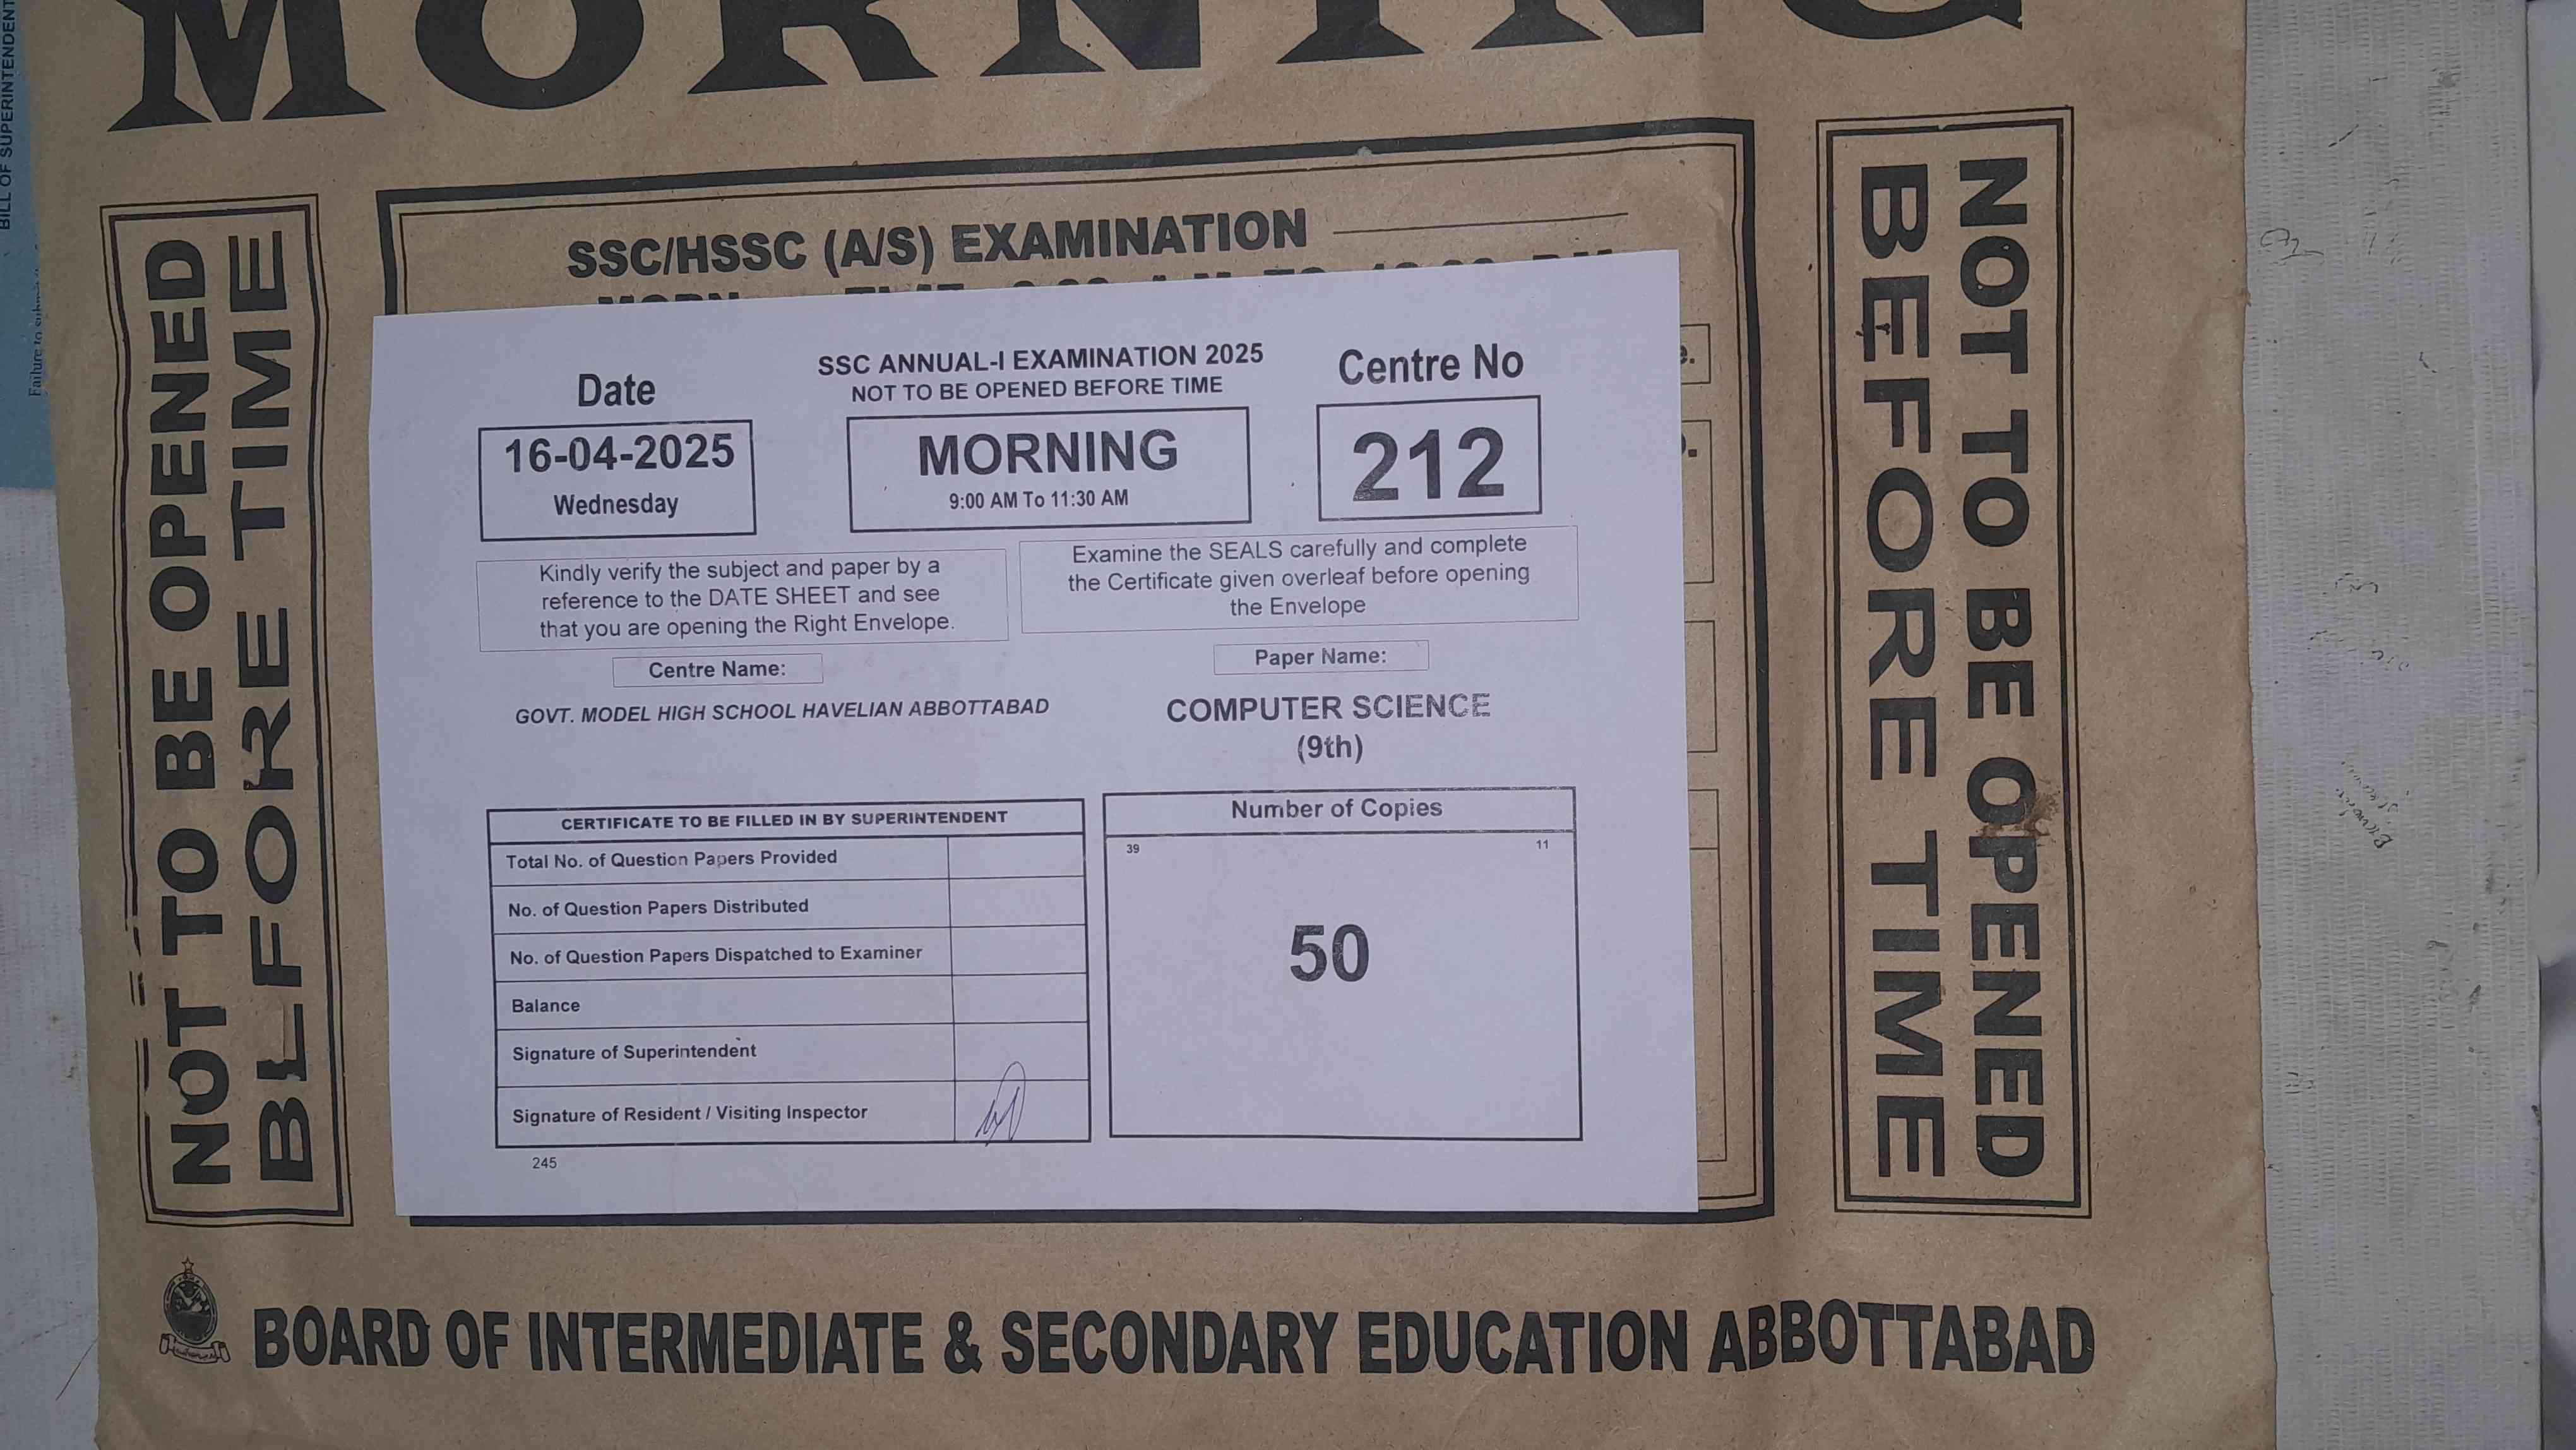 BILL OF SUPERINTENDENT
Failure to submit
MORNING
NOT TO BE OPENED
BEFORE TIME
SSC/HSSC (A/S) EXAMINATION
SSC ANNUAL-I EXAMINATION 2025
NOT TO BE OPENED BEFORE TIME
Date
16-04-2025
Wednesday
MORNING
9:00 AM To 11:30 AM
Centre No
212
Kindly verify the subject and paper by a
reference to the DATE SHEET and see
that you are opening the Right Envelope.
Examine the SEALS carefully and complete
the Certificate given overleaf before opening
the Envelope
Centre Name:
GOVT. MODEL HIGH SCHOOL HAVELIAN ABBOTTABAD
Paper Name:
COMPUTER SCIENCE
(9th)
CERTIFICATE TO BE FILLED IN BY SUPERINTENDENT
Total No. of Question Papers Provided
No. of Question Papers Distributed
No. of Question Papers Dispatched to Examiner
Balance
Signature of Superintendent
Signature of Resident / Visiting Inspector
245
Number of Copies
39 11
50
NOT TO BE OPENED
BEFORE TIME
BOARD OF INTERMEDIATE & SECONDARY EDUCATION ABBOTTABAD